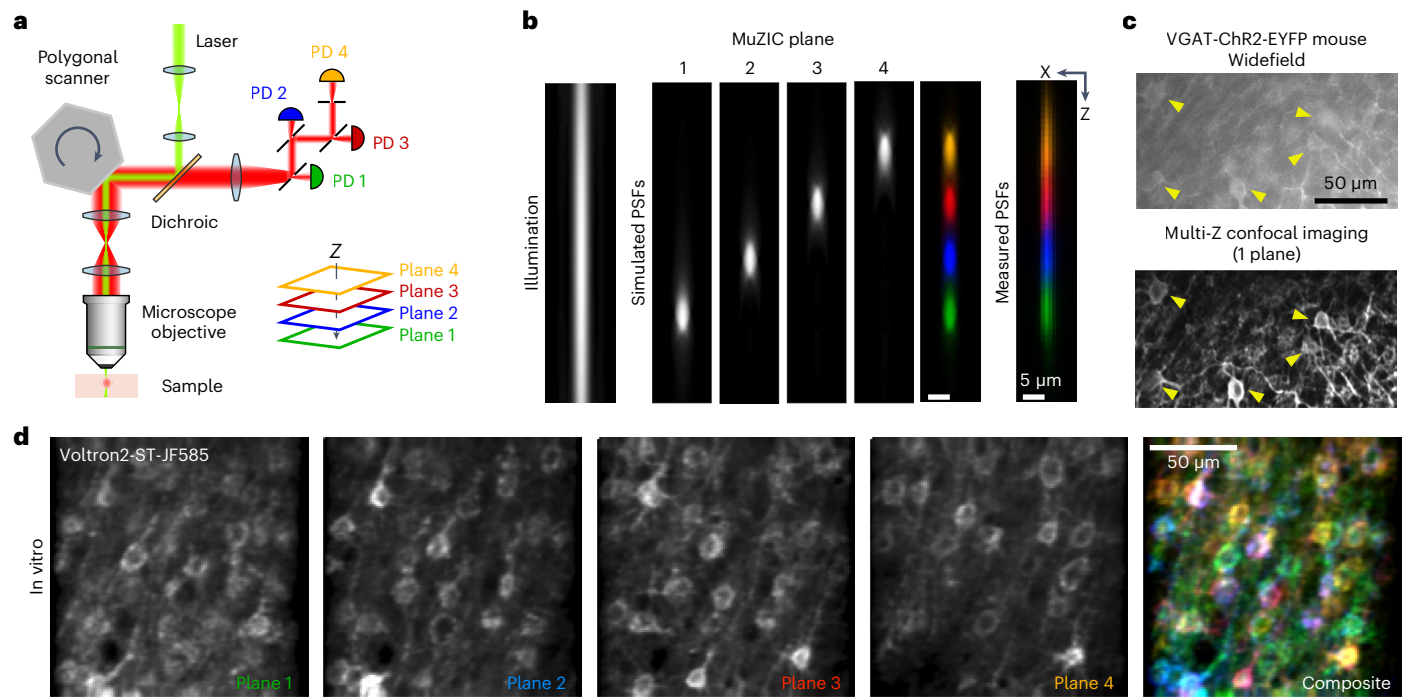 a
Polygonal
scanner
Laser
PD 4
PD 2
PD 3
PD 1
Dichroic
Z
Plane 4
Plane 3
Plane 2
Plane 1
Microscope
objective
Sample
b
MuZIC plane
1
2
3
4
Illumination
Simulated PSFs
Measured PSFs
X
Z
5 µm
c
VGAT-ChR2-EYFP mouse
Widefield
50 µm
Multi-Z confocal imaging
(1 plane)
d
In vitro
Voltron2-ST-JF585
Plane 1
Plane 2
Plane 3
Plane 4
50 µm
Composite